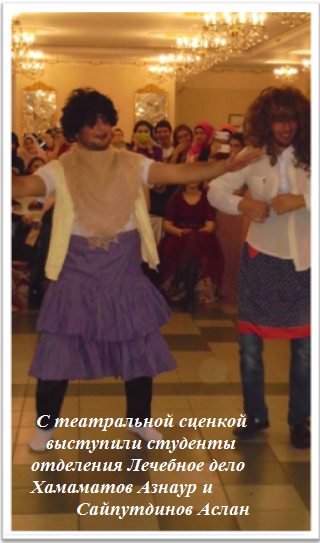 С театральной сценкой
выступили студенты
отделения Лечебное дело
Хамаматов Азнаур и
Сайпутдинов Аслан